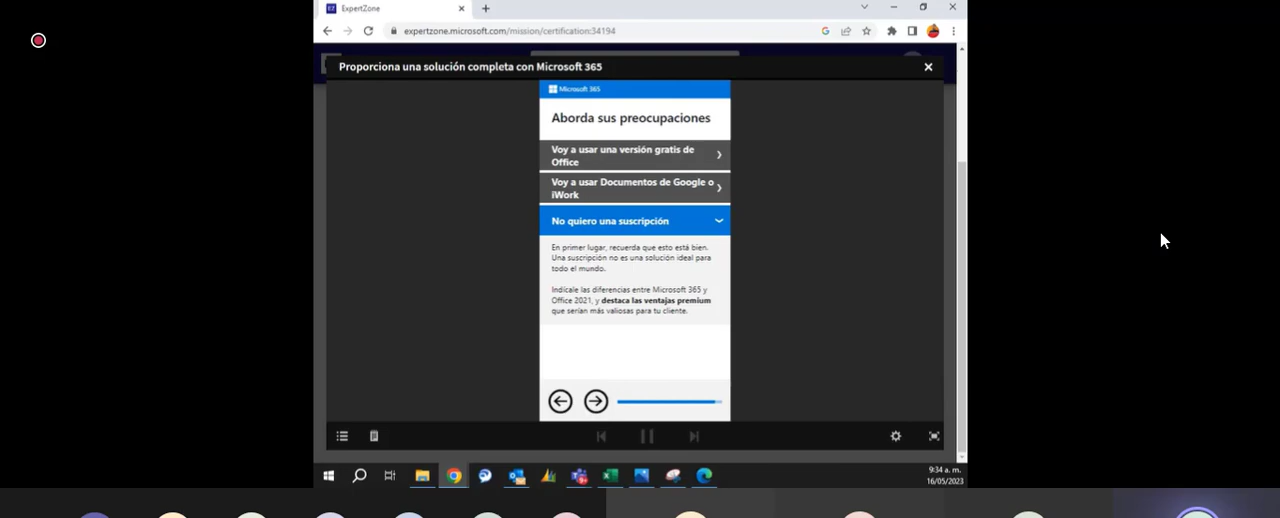 ExpertZone
expertzone.microsoft.com/mission/certification:34194
Proporciona una solución completa con Microsoft 365
Microsoft 365
Aborda sus preocupaciones
Voy a usar una versión gratis de
Office
Voy a usar Documentos de Google o
iWork
No quiero una suscripción
En primer lugar, recuerda que esto está bien.
Una suscripción no es una solución ideal para
todo el mundo.
Indícale las diferencias entre Microsoft 365 y
Office 2021, y destaca las ventajas premium
que serían más valiosas para tu cliente.
9:34 a. m.
16/05/2023